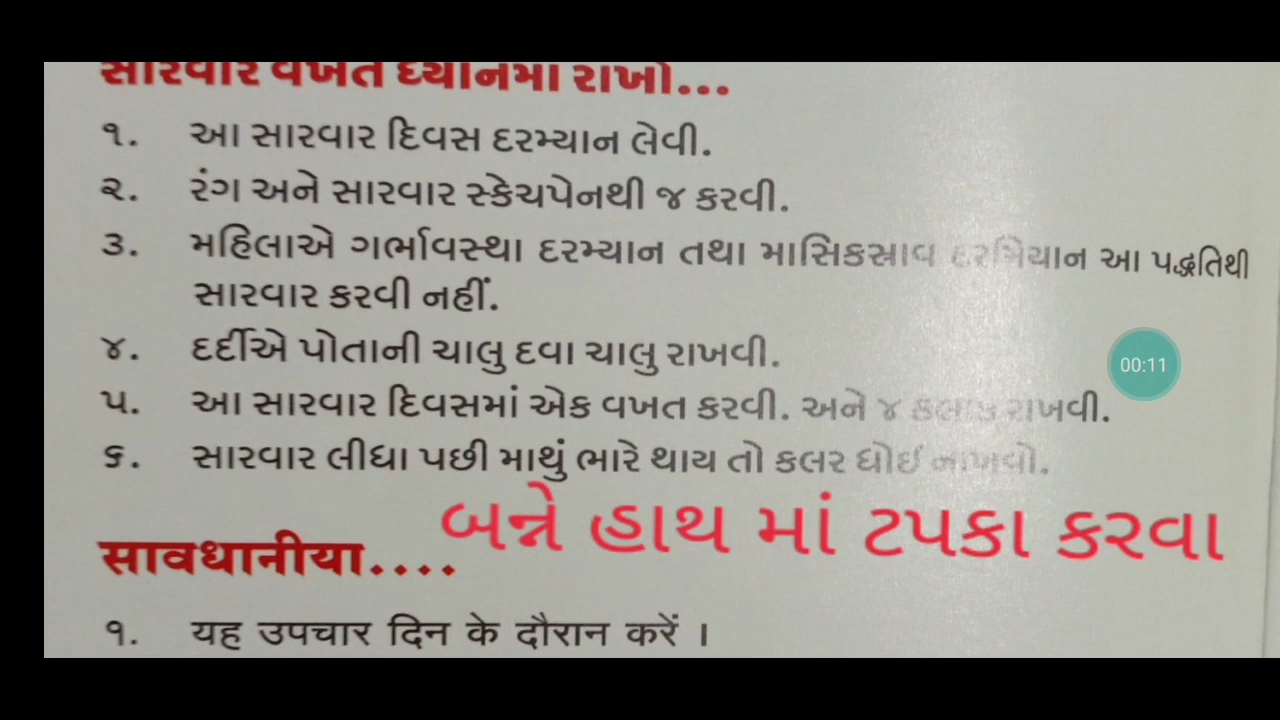 સારવાર વખત ધ્યાનમાં રાખો...
૧. આ સારવાર દિવસ દરમ્યાન લેવી.
૨. રંગ અને સારવાર સ્કેચપેનથી જ કરવી.
૩. મહિલાએ ગર્ભાવસ્થા દરમ્યાન તથા માસિકસ્રાવ દરમિયાન આ પદ્ધતિથી
સારવાર કરવી નહીં.
૪. દર્દીએ પોતાની ચાલુ દવા ચાલુ રાખવી.
00:11
૫. આ સારવાર દિવસમાં એક વખત કરવી. અને ૪ કલાક રાખવી.
૬. સારવાર લીધા પછી માથું ભારે થાય તો કલર ધોઈ નાખવો.
બન્ને હાથ માં ટપકા કરવા
सावधानीया....
१. यह उपचार दिन के दौरान करें ।